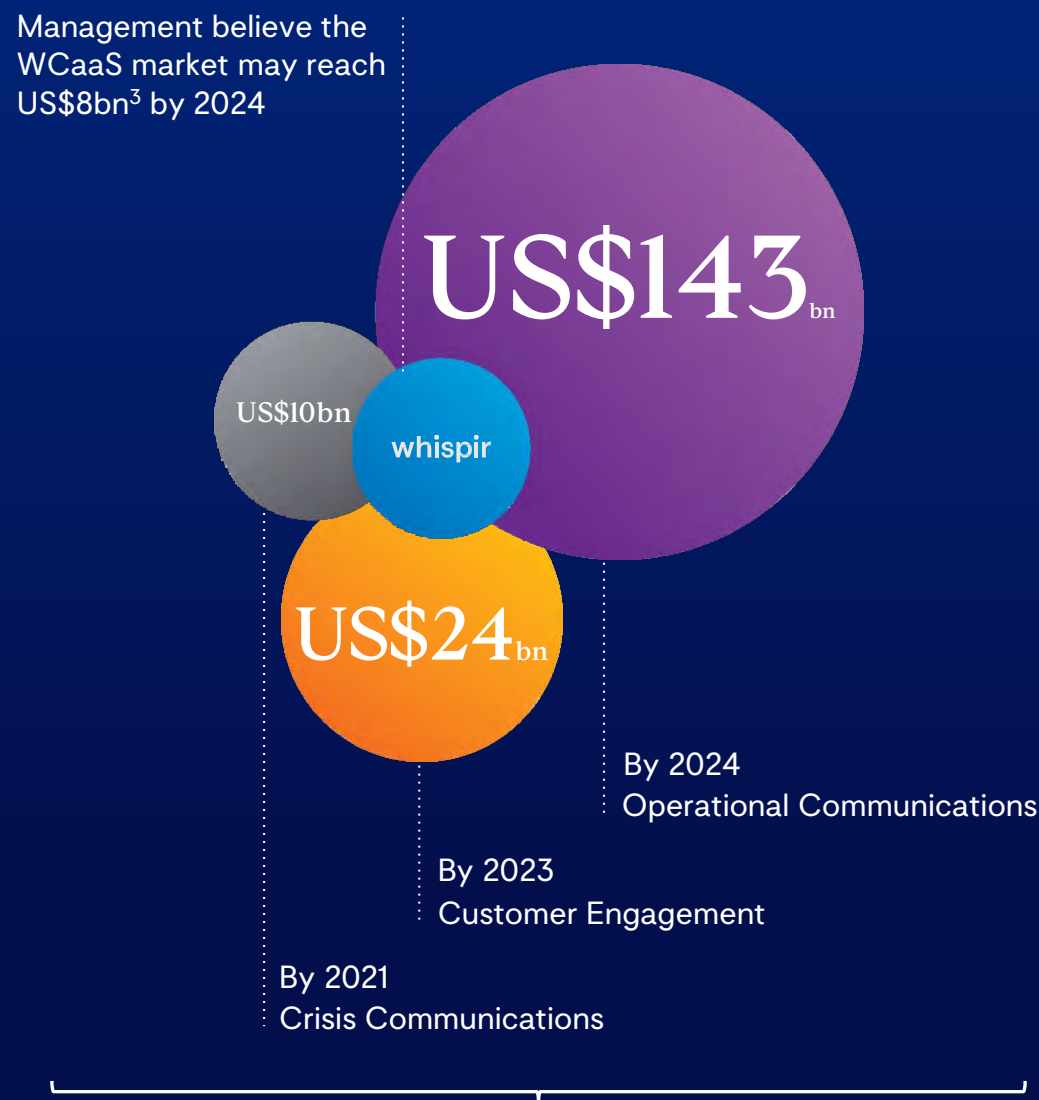 Management believe the
WCaaS market may reach
US$8bn³ by 2024
US$143bn
US$10bn
whispir
US$24bn
By 2024
Operational Communications
By 2023
Customer Engagement
By 2021
Crisis Communications